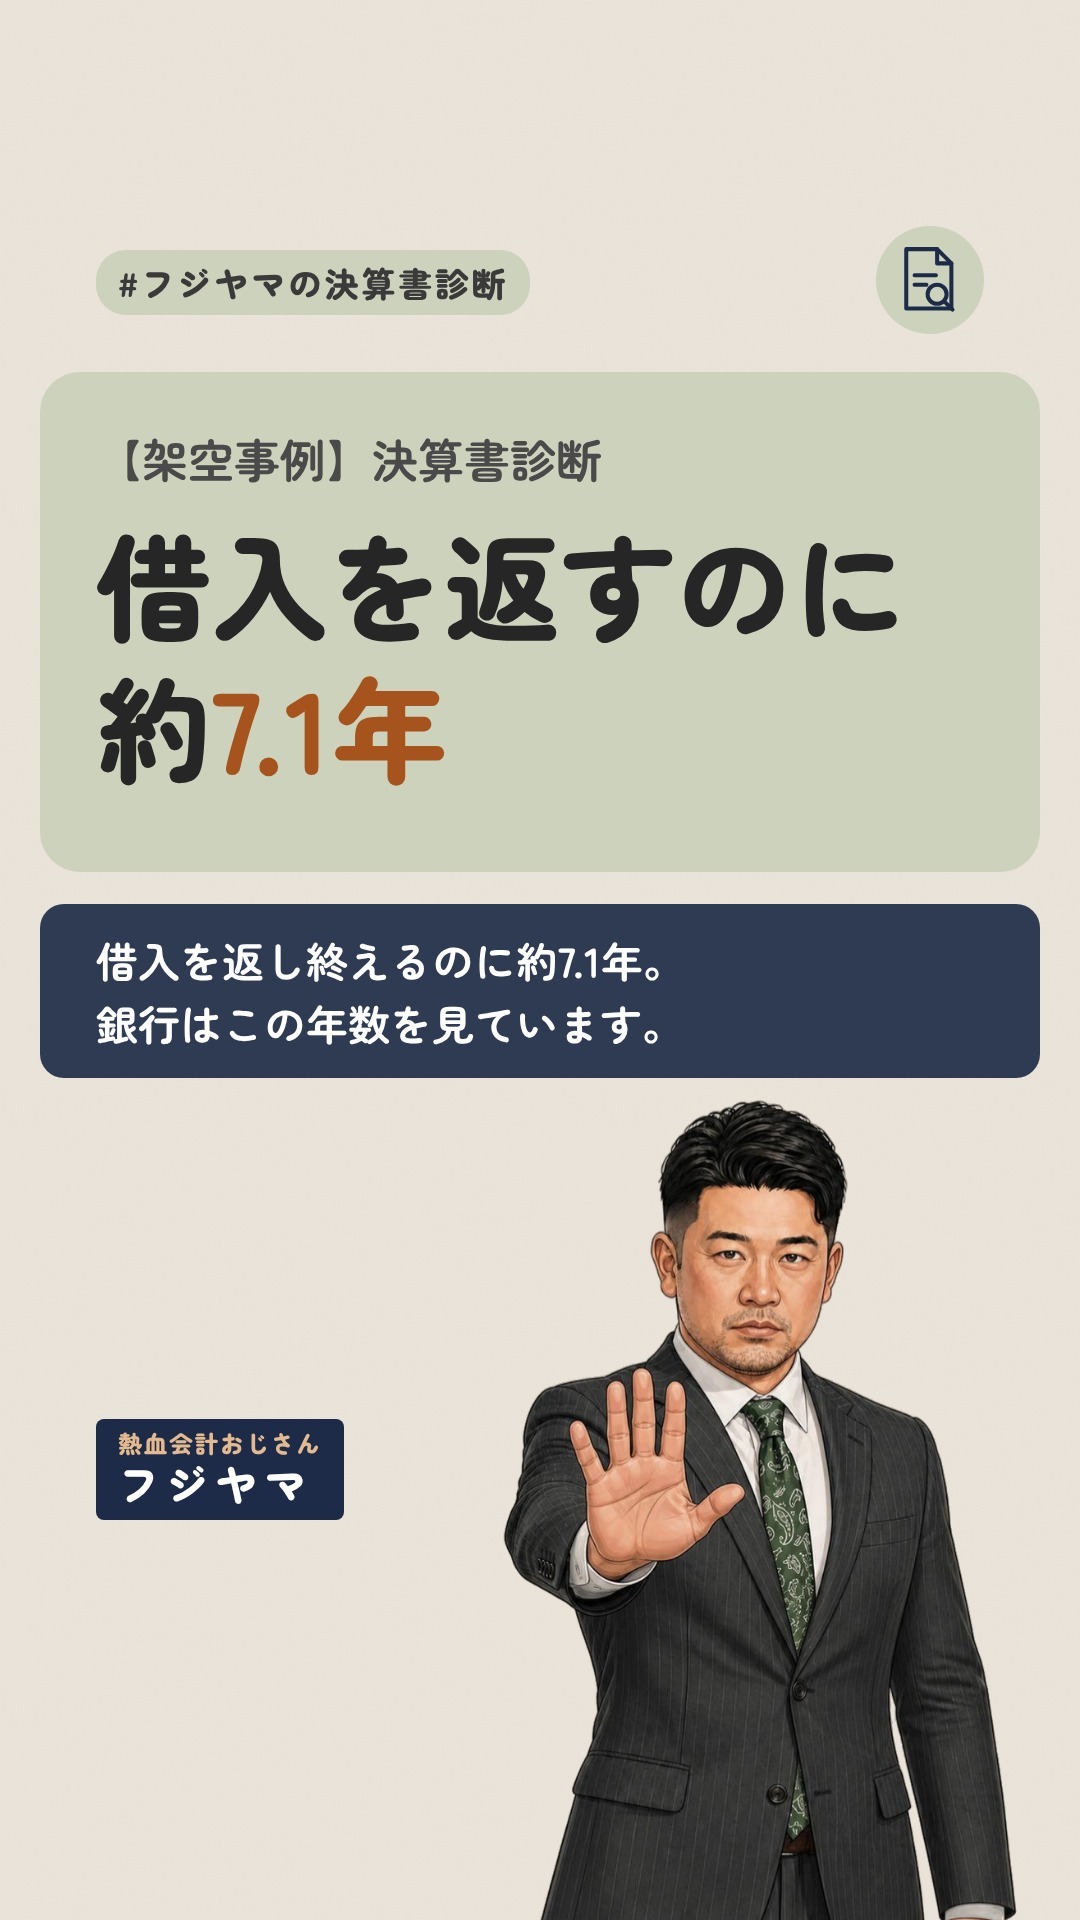 #フジヤマの決算書診断
【架空事例】決算書診断
借入を返すのに
約7.1年
借入を返し終えるのに約7.1年。
銀行はこの年数を見ています。
熱血会計おじさん
フジヤマ